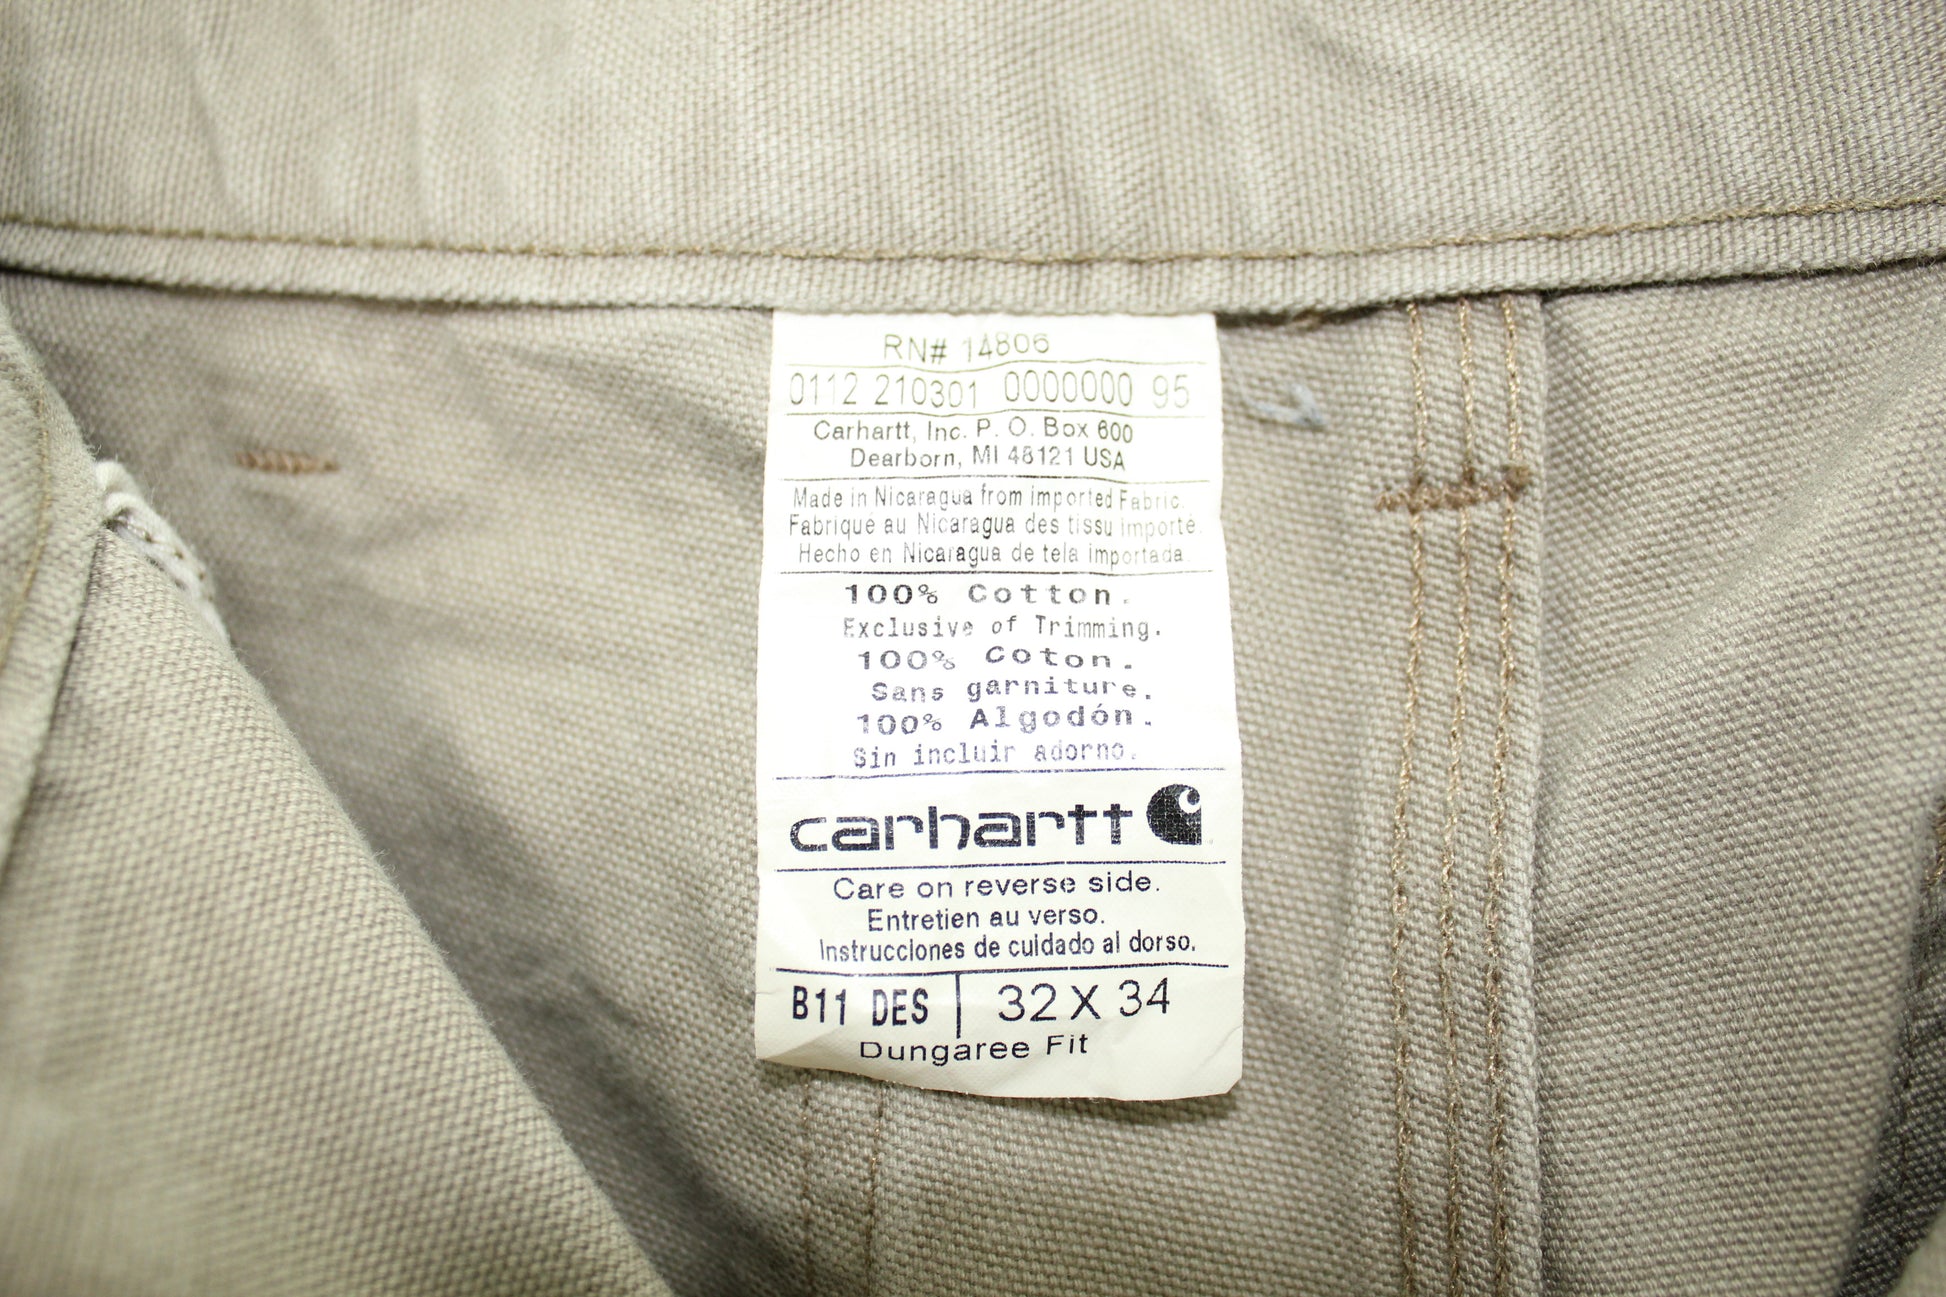 RN# 14806
0112 210301 0000000 95
Carhartt, Inc. P. O. Box 600
Dearborn, MI 48121 USA
Made in Nicaragua from imported Fabric.
Fabriqué au Nicaragua des tissu importé.
Hecho en Nicaragua de tela importada.
100% Cotton.
Exclusive of Trimming.
100% Coton.
Sans garniture.
100% Algodón.
Sin incluir adorno.
carhartt
Care on reverse side.
Entretien au verso.
Instrucciones de cuidado al dorso.
B11 DES | 32 X 34
Dungaree Fit